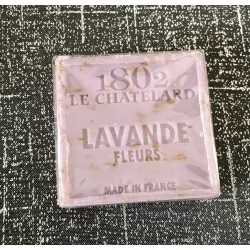 1802
LE CHATELARD
LAVANDE
FLEURS
MADE IN FRANCE